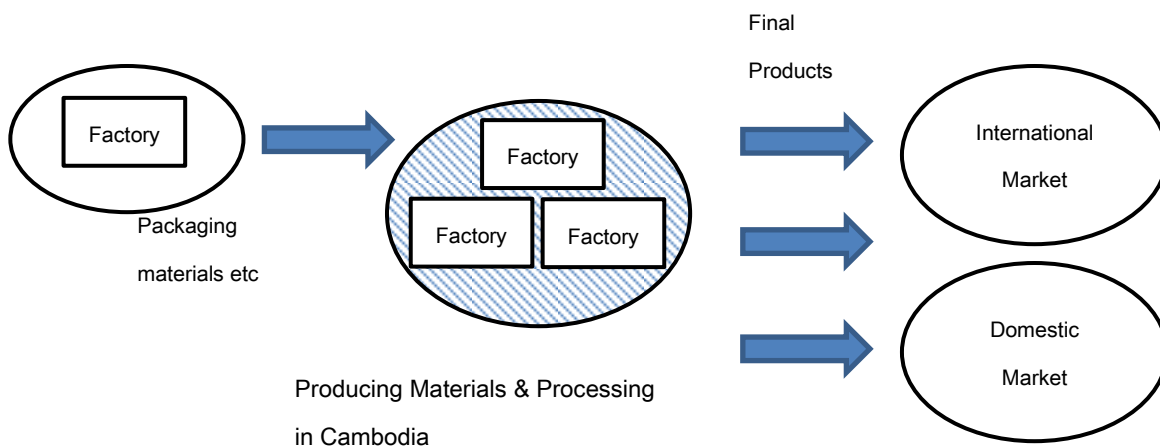 Factory
Packaging
materials etc
Factory
Factory
Factory
Producing Materials & Processing
in Cambodia
Final
Products
International
Market
Domestic
Market